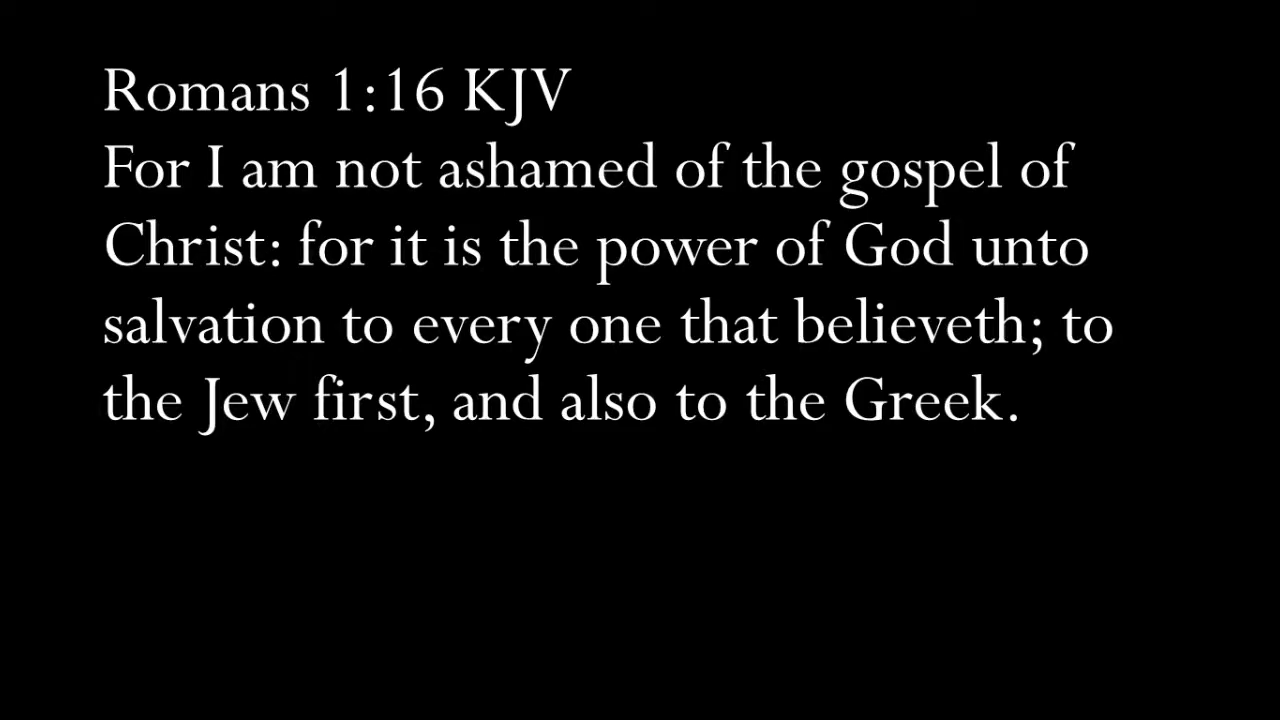 Romans 1:16 KJV
For I am not ashamed of the gospel of
Christ: for it is the power of God unto
salvation to every one that believeth; to
the Jew first, and also to the Greek.